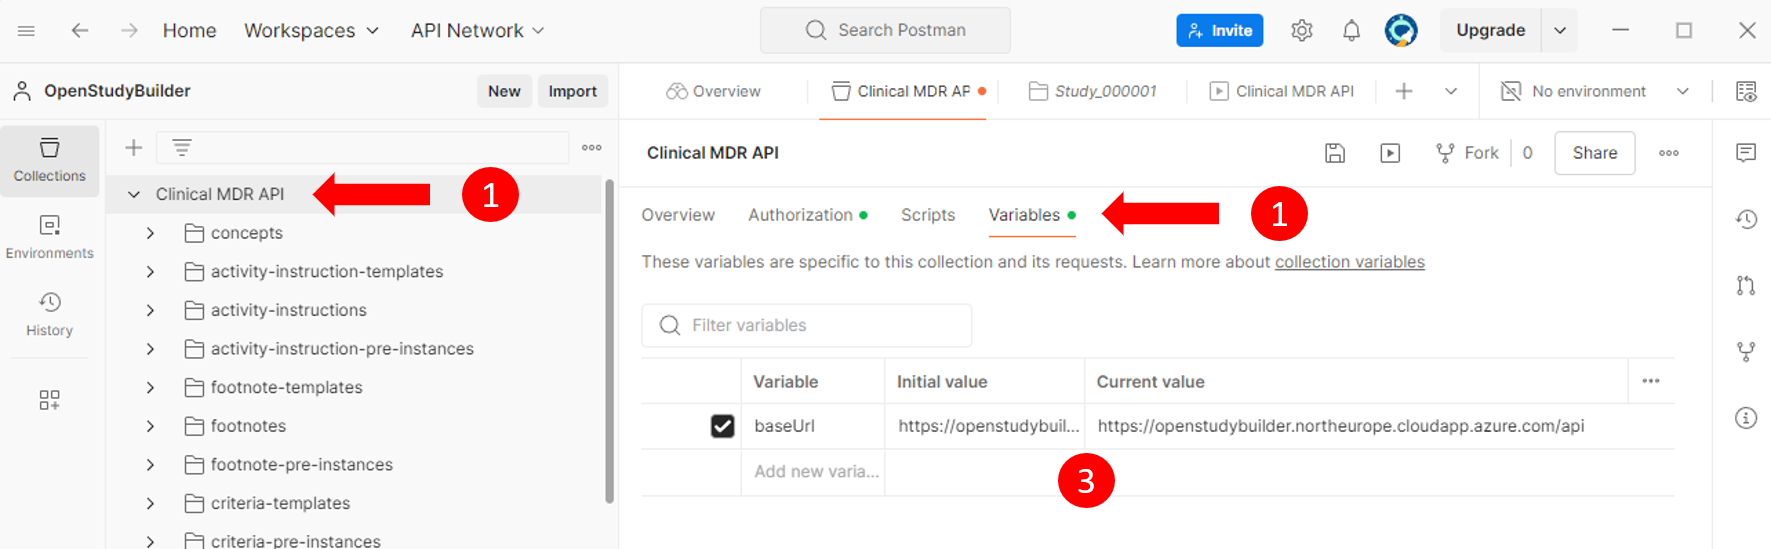 Home Workspaces API Network Search Postman Invite Upgrade
OpenStudyBuilder New Import Overview Clinical MDR AP Study_000001 Clinical MDR API No environment
Collections
Environments
History
Clinical MDR API 1
concepts
activity-instruction-templates
activity-instructions
activity-instruction-pre-instances
footnote-templates
footnotes
footnote-pre-instances
criteria-templates
criteria-pre-instances
Clinical MDR API Fork 0 Share
Overview Authorization Scripts Variables 1
These variables are specific to this collection and its requests. Learn more about collection variables
Filter variables
Variable Initial value Current value
baseUrl https://openstudybuil... https://openstudybuilder.northeurope.cloudapp.azure.com/api
Add new varia...
3